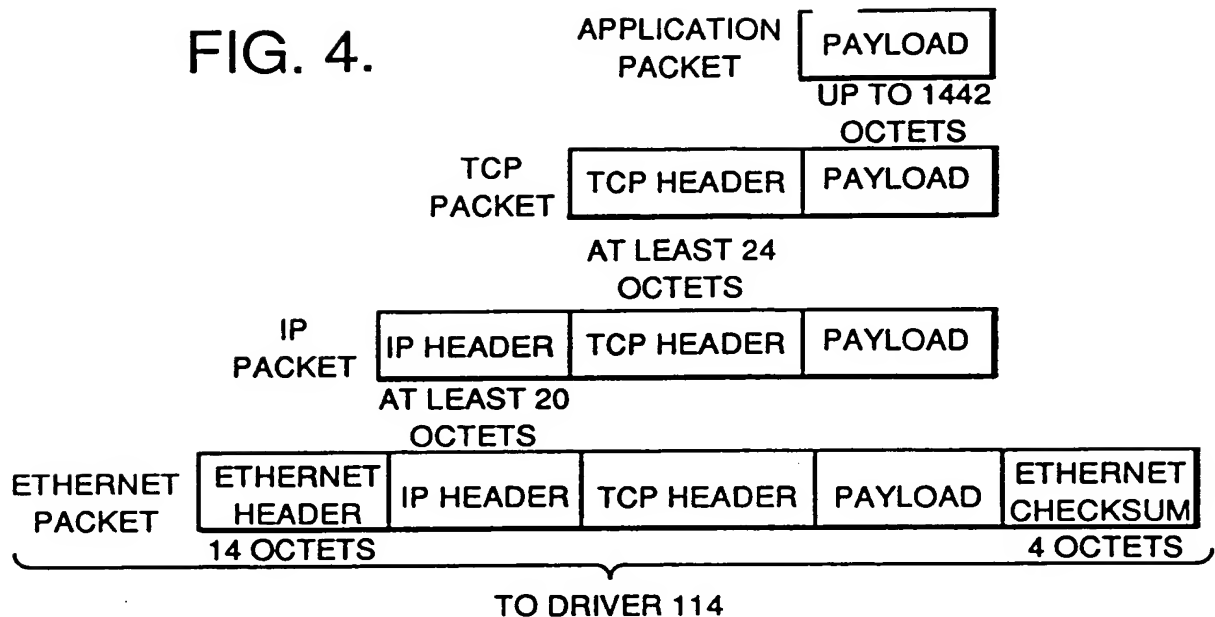 FIG. 4.
APPLICATION
PACKET
PAYLOAD
UP TO 1442
OCTETS
TCP
PACKET
TCP HEADER
PAYLOAD
AT LEAST 24
OCTETS
IP
PACKET
IP HEADER
TCP HEADER
PAYLOAD
AT LEAST 20
OCTETS
ETHERNET
PACKET
ETHERNET
HEADER
IP HEADER
TCP HEADER
PAYLOAD
ETHERNET
CHECKSUM
14 OCTETS
4 OCTETS
TO DRIVER 114